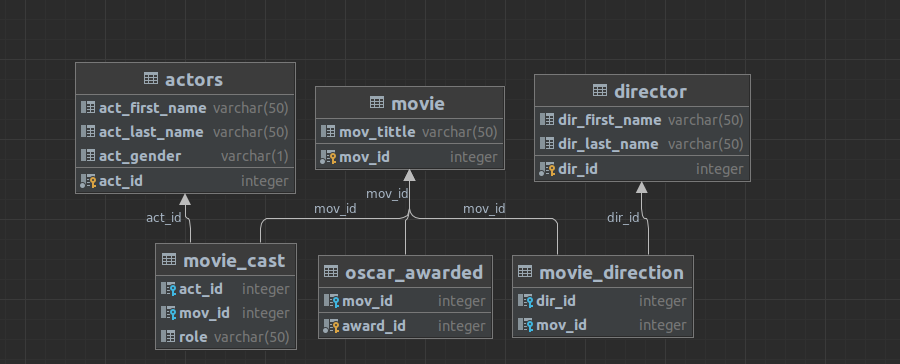 actors
act_first_name varchar(50)
act_last_name varchar(50)
act_gender varchar(1)
act_id integer
movie
mov_tittle varchar(50)
mov_id integer
director
dir_first_name varchar(50)
dir_last_name varchar(50)
dir_id integer
act_id
mov_id
mov_id
mov_id
dir_id
movie_cast
act_id integer
mov_id integer
role varchar(50)
oscar_awarded
mov_id integer
award_id integer
movie_direction
dir_id integer
mov_id integer